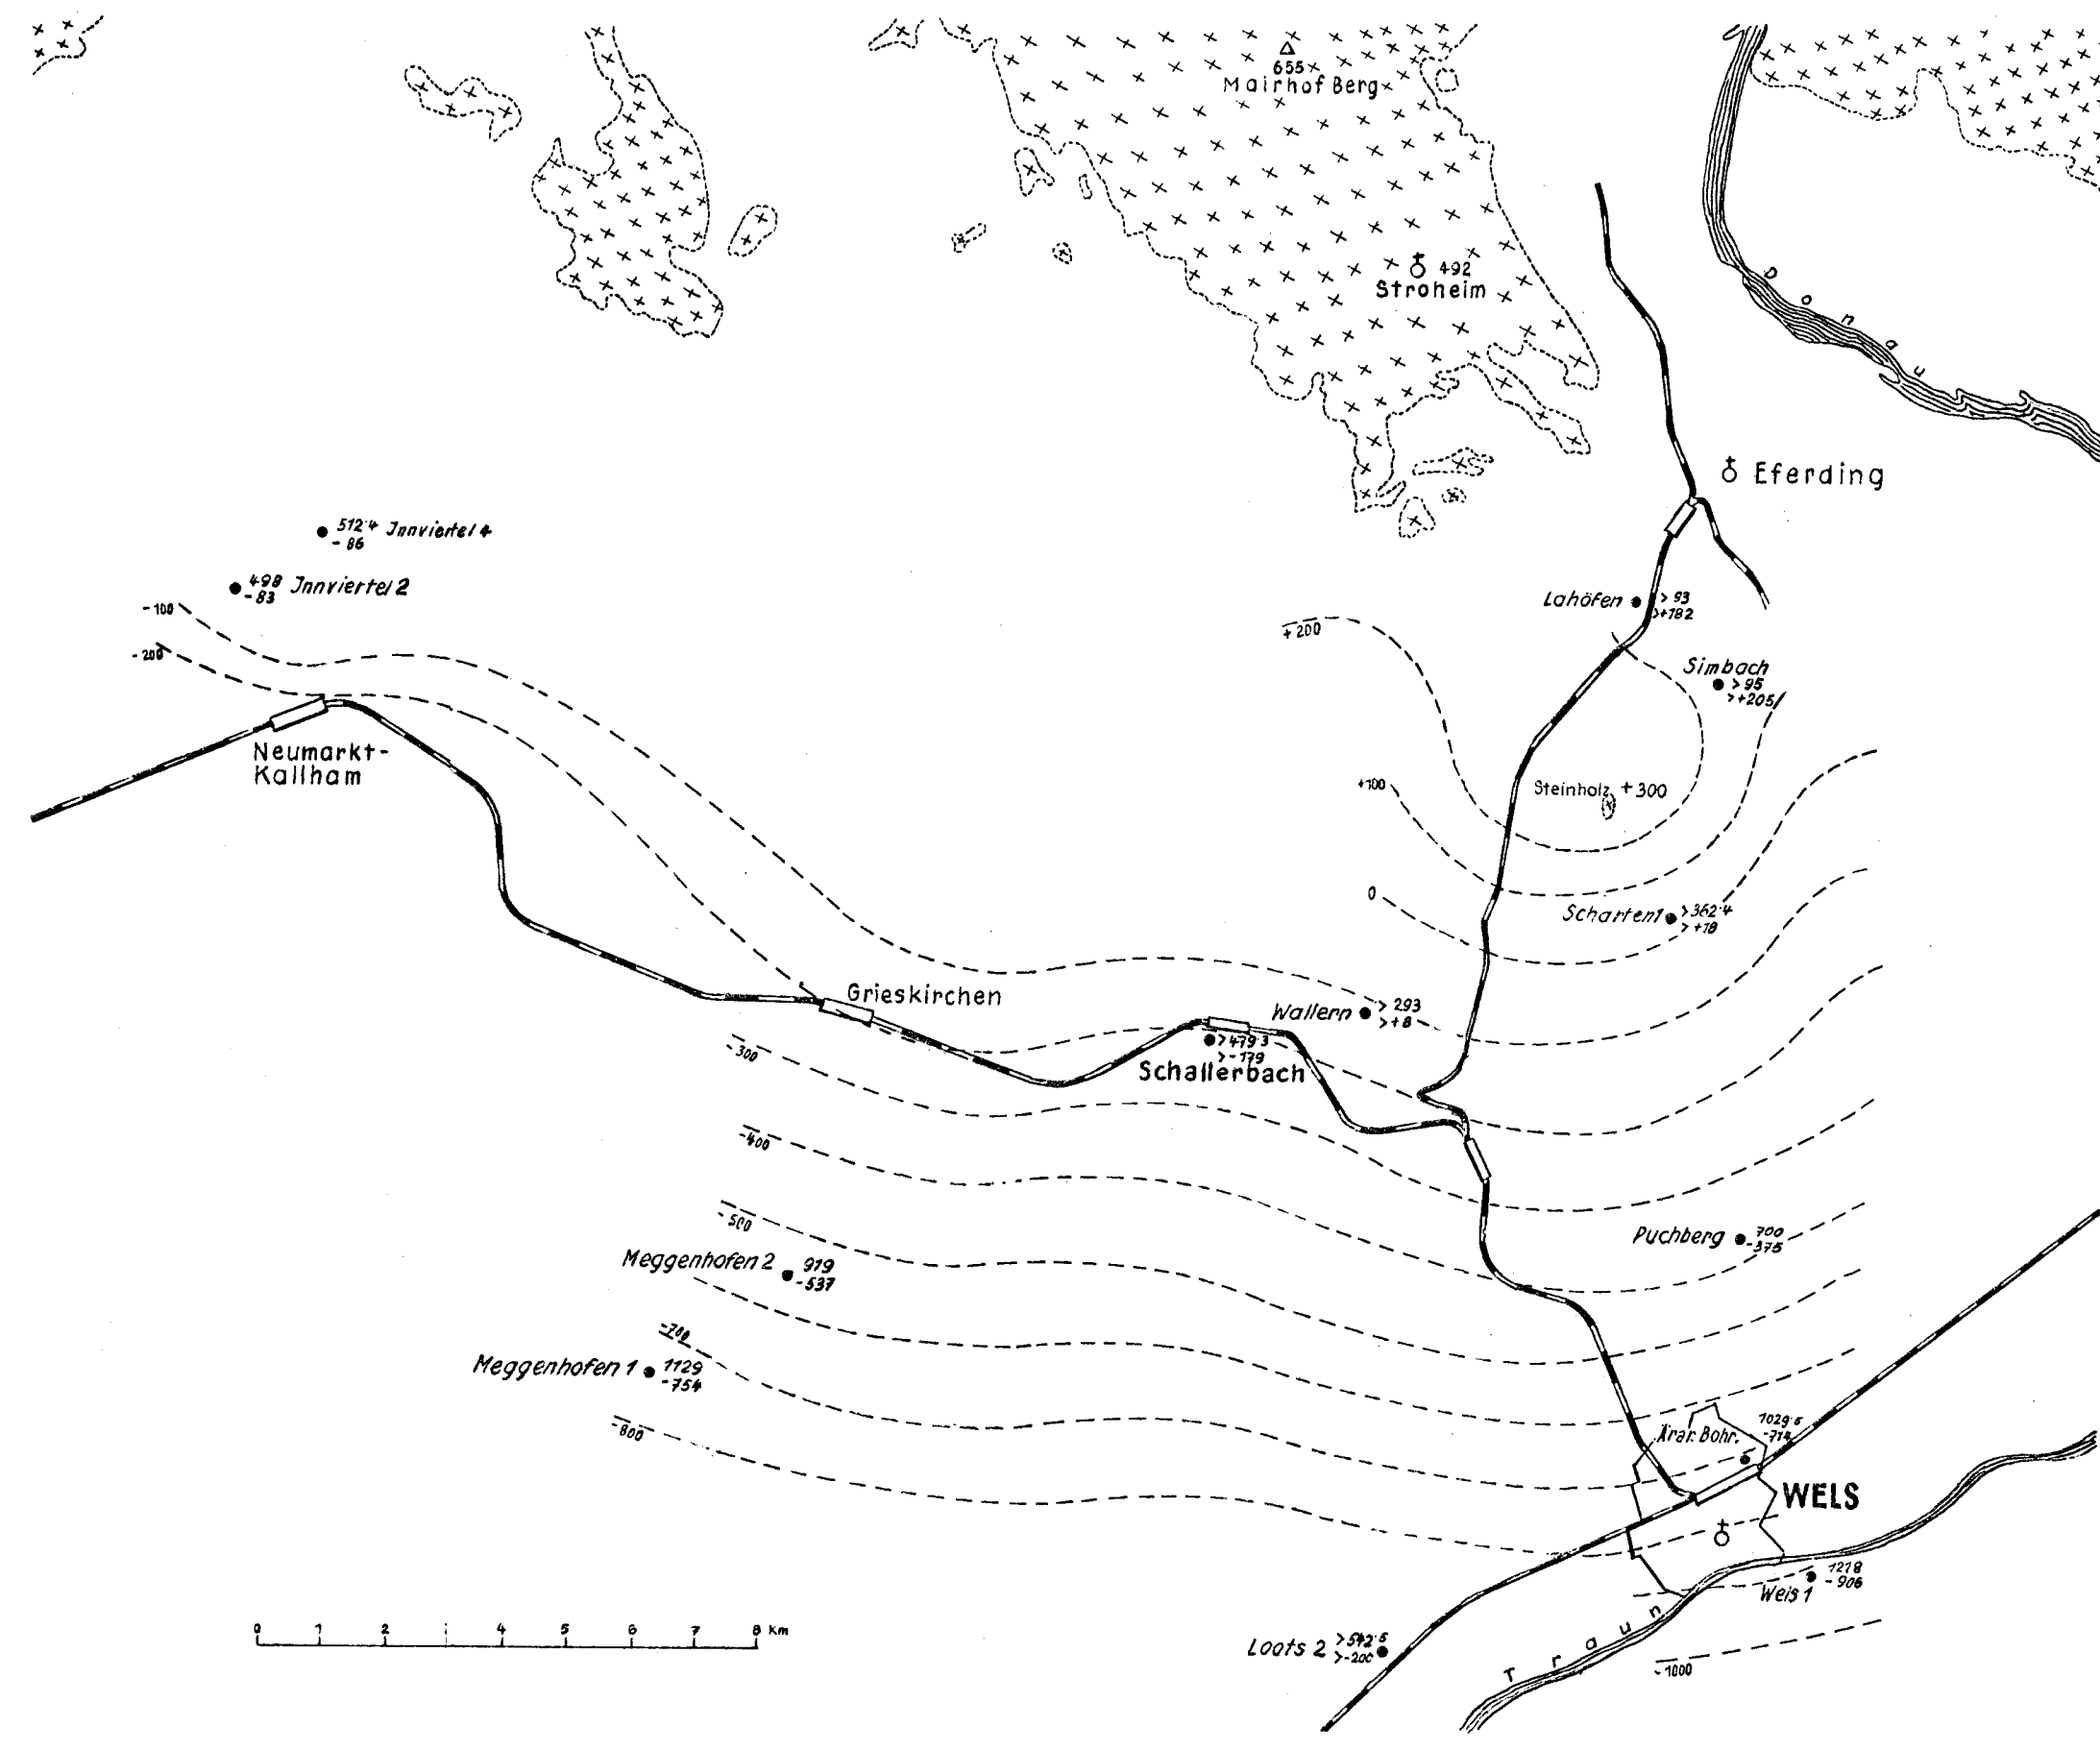 655
Mairhof Berg
492
Stroheim
Donau
Eferding
512·4 Jnnviertel 4
- 86
498 Jnnviertel 2
- 83
-100
-200
Lahöfen > 93
>+182
+ 200
Simbach
> 95
>+205
Neumarkt-
Kallham
+100
Steinholz + 300
0
Scharten 1 >362·4
> +18
Grieskirchen
Wallern > 293
>+8
>479·3
>-179
Schallerbach
- 300
-400
- 500
Puchberg 700
-375
Meggenhofen 2 919
-537
-700
Meggenhofen 1 1129
-754
-800
Ärar. Bohr. 1029·5
-714
WELS
1218
- 906
Wels 1
Traun
Loots 2 >542·5
>-200
-1000
0 1 2 4 5 6 7 8 Km